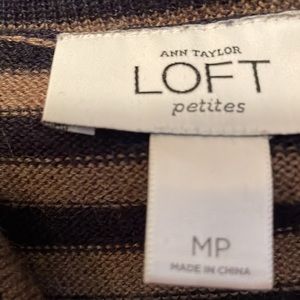 ANN TAYLOR
LOFT
petites
MP
MADE IN CHINA